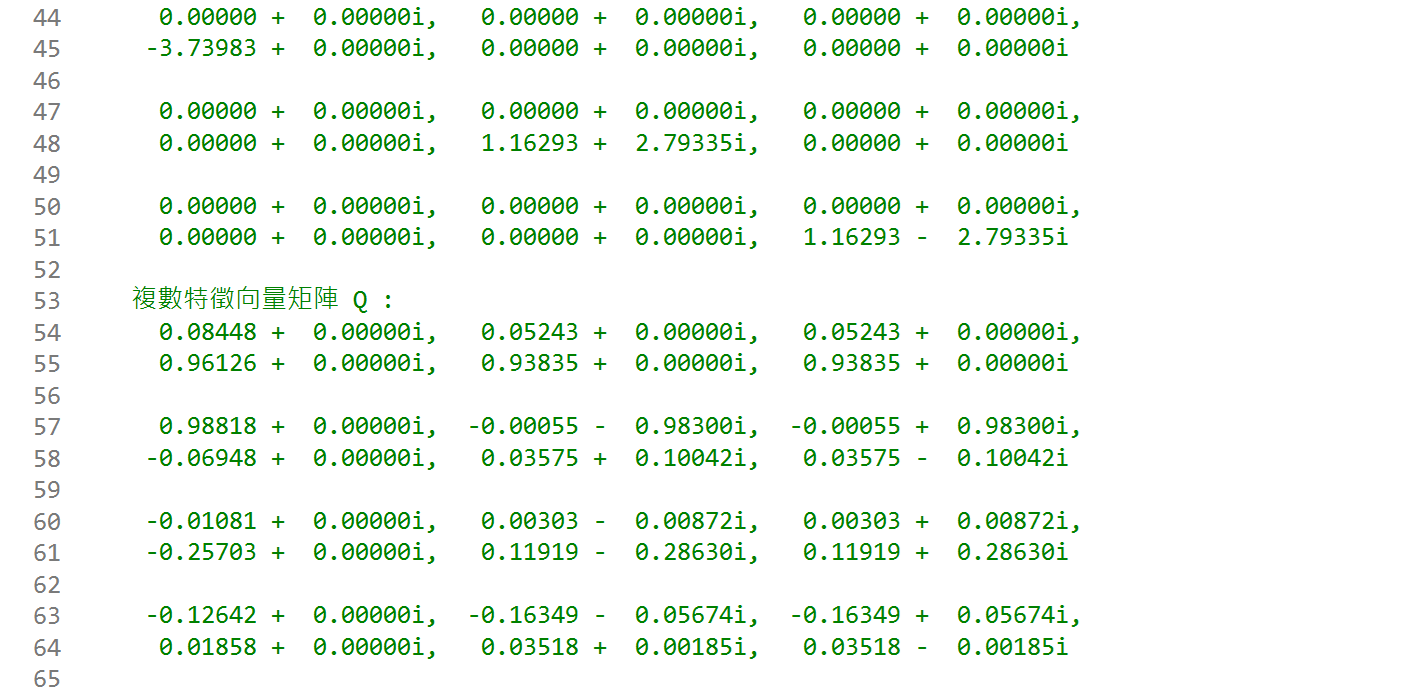 44 0.00000 + 0.00000i, 0.00000 + 0.00000i, 0.00000 + 0.00000i,
45 -3.73983 + 0.00000i, 0.00000 + 0.00000i, 0.00000 + 0.00000i
46
47 0.00000 + 0.00000i, 0.00000 + 0.00000i, 0.00000 + 0.00000i,
48 0.00000 + 0.00000i, 1.16293 + 2.79335i, 0.00000 + 0.00000i
49
50 0.00000 + 0.00000i, 0.00000 + 0.00000i, 0.00000 + 0.00000i,
51 0.00000 + 0.00000i, 0.00000 + 0.00000i, 1.16293 - 2.79335i
52
53 複數特徵向量矩陣 Q :
54 0.08448 + 0.00000i, 0.05243 + 0.00000i, 0.05243 + 0.00000i,
55 0.96126 + 0.00000i, 0.93835 + 0.00000i, 0.93835 + 0.00000i
56
57 0.98818 + 0.00000i, -0.00055 - 0.98300i, -0.00055 + 0.98300i,
58 -0.06948 + 0.00000i, 0.03575 + 0.10042i, 0.03575 - 0.10042i
59
60 -0.01081 + 0.00000i, 0.00303 - 0.00872i, 0.00303 + 0.00872i,
61 -0.25703 + 0.00000i, 0.11919 - 0.28630i, 0.11919 + 0.28630i
62
63 -0.12642 + 0.00000i, -0.16349 - 0.05674i, -0.16349 + 0.05674i,
64 0.01858 + 0.00000i, 0.03518 + 0.00185i, 0.03518 - 0.00185i
65